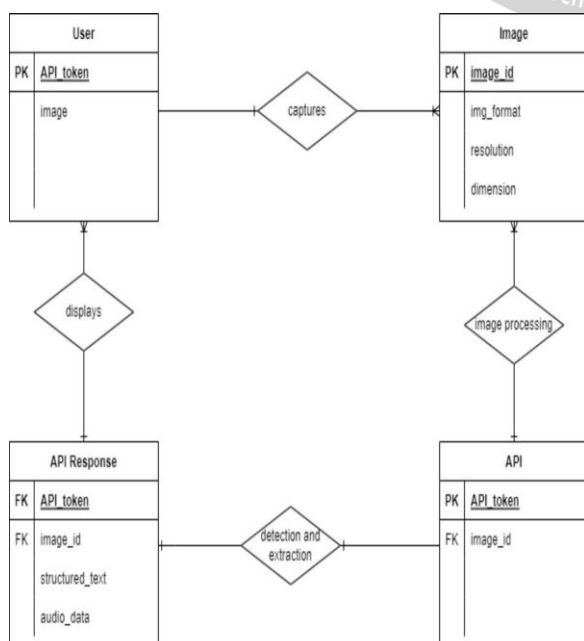 User
PK API_token
image
captures
Image
PK image_id
img_format
resolution
dimension
displays
image processing
API Response
FK API_token
FK image_id
structured_text
audio_data
detection and
extraction
API
PK API_token
FK image_id